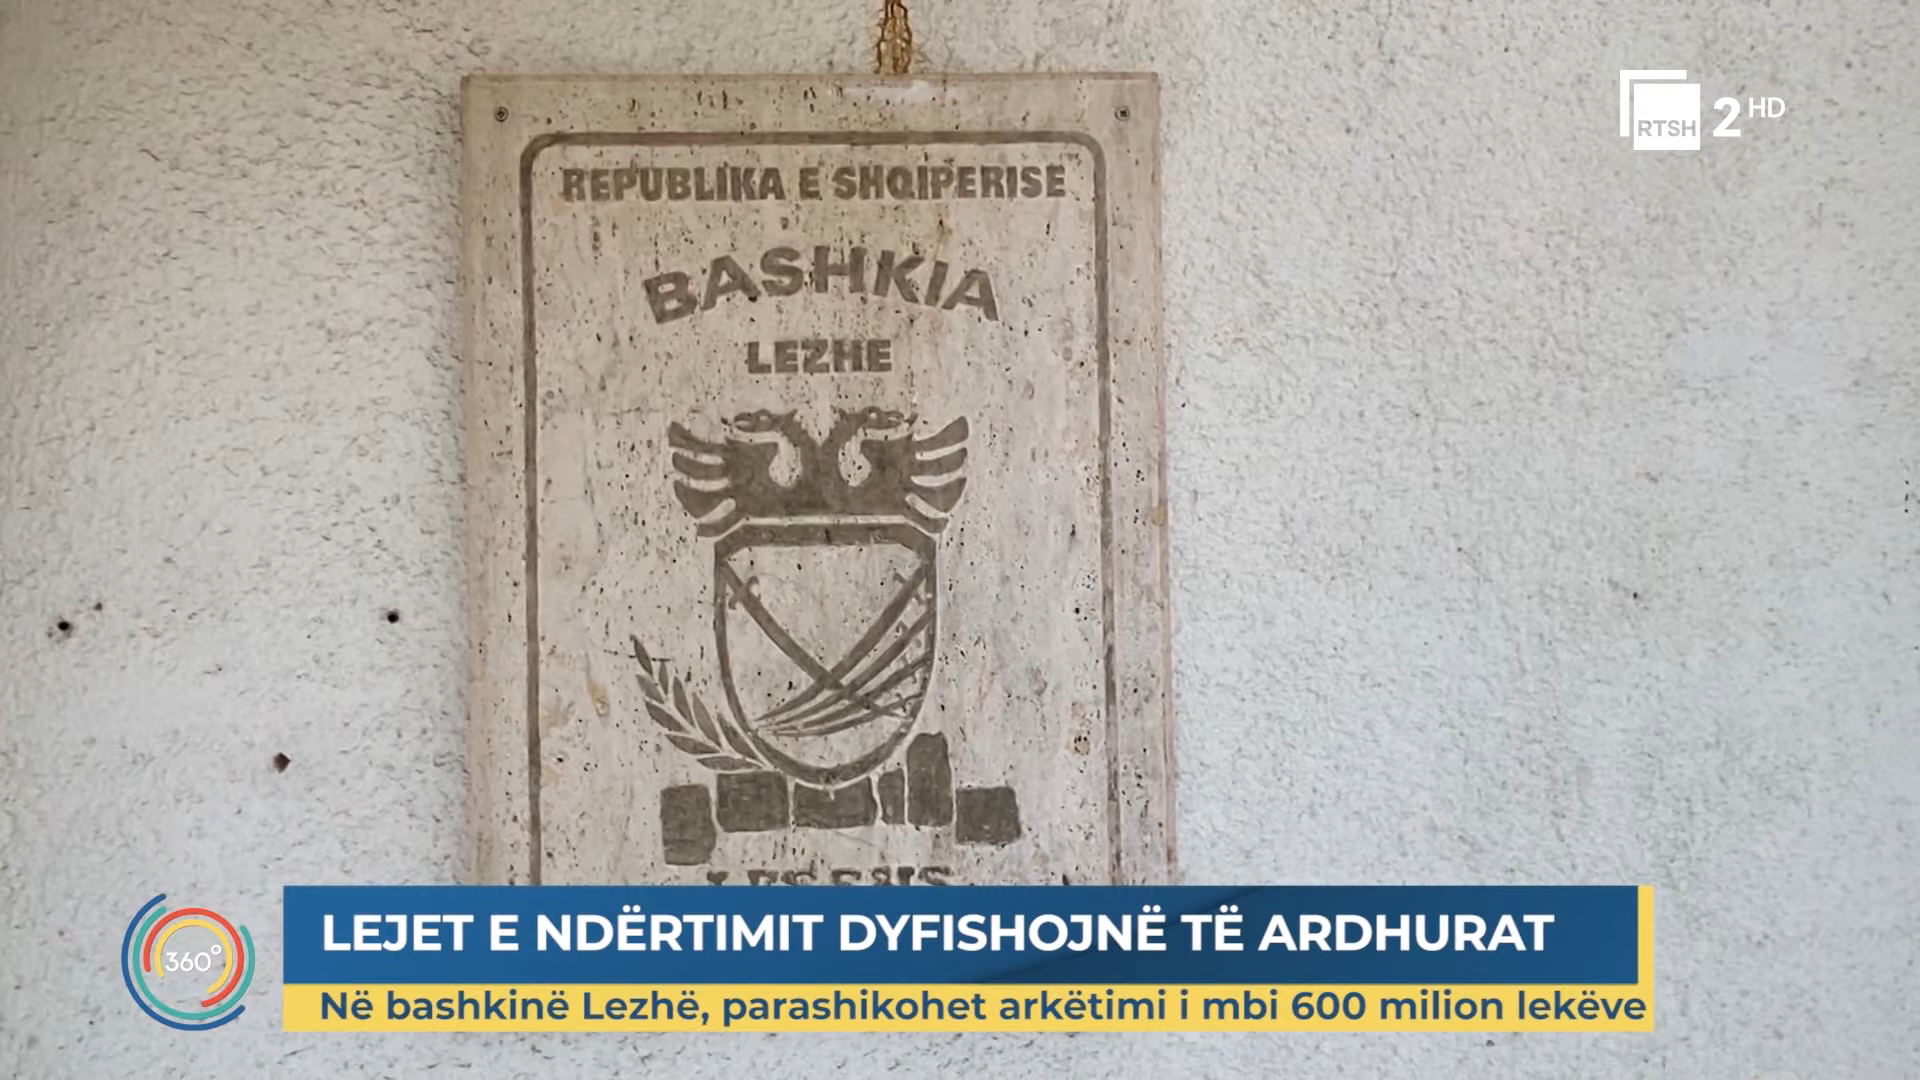 RTSH 2 HD
REPUBLIKA E SHQIPERISE
BASHKIA
LEZHE
360°
LEJET E NDËRTIMIT DYFISHOJNË TË ARDHURAT
Në bashkinë Lezhë, parashikohet arkëtimi i mbi 600 milion lekëve